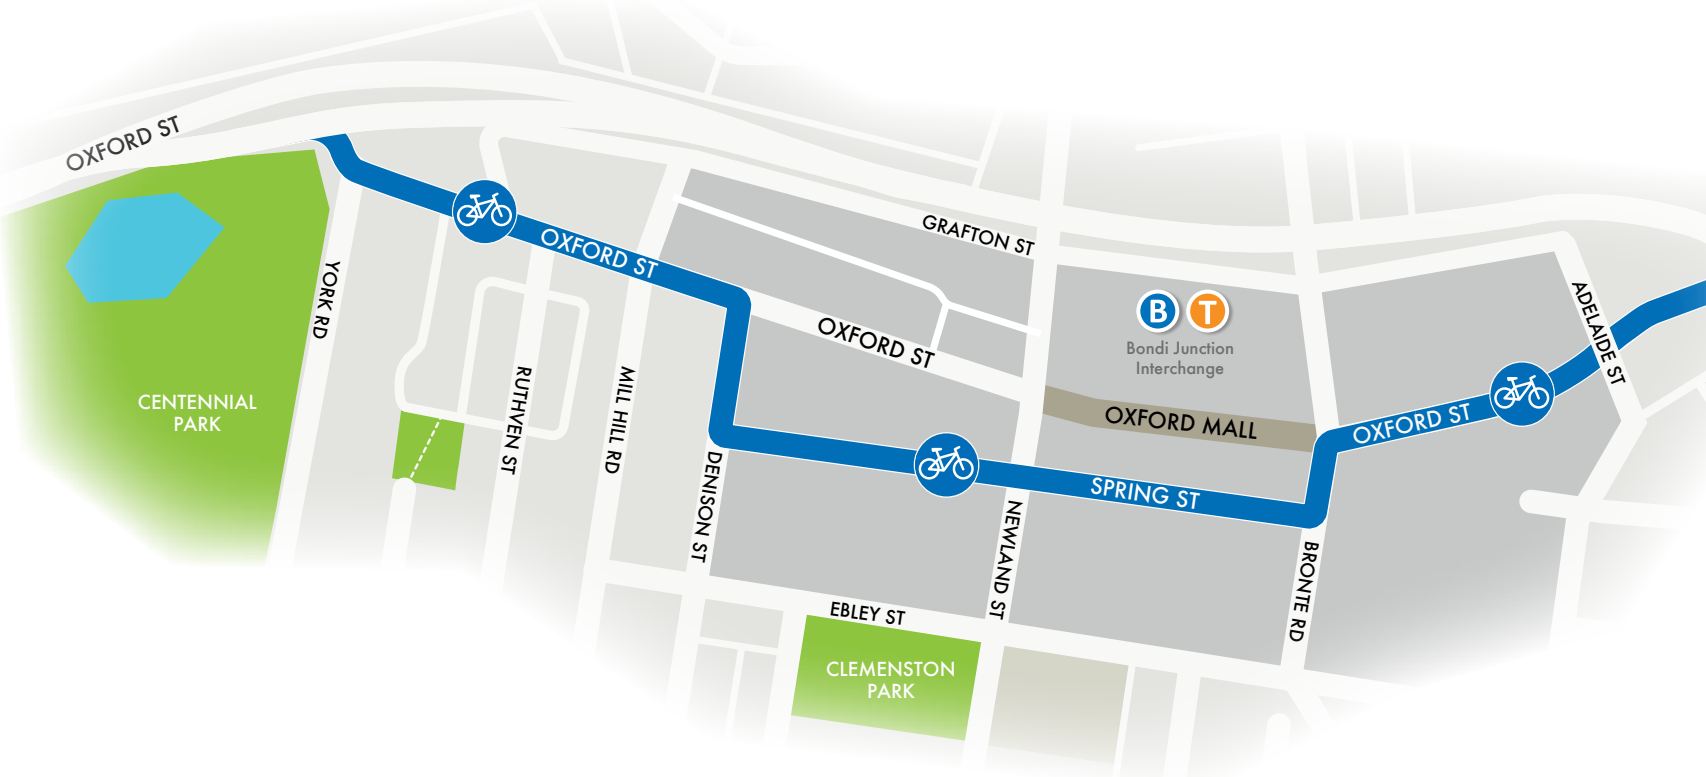 OXFORD ST
OXFORD ST
GRAFTON ST
YORK RD
OXFORD ST
B T
Bondi Junction
Interchange
ADELAIDE ST
CENTENNIAL
PARK
RUTHVEN ST
MILL HILL RD
OXFORD MALL
OXFORD ST
DENISON ST
SPRING ST
NEWLAND ST
BRONTE RD
EBLEY ST
CLEMENSTON
PARK